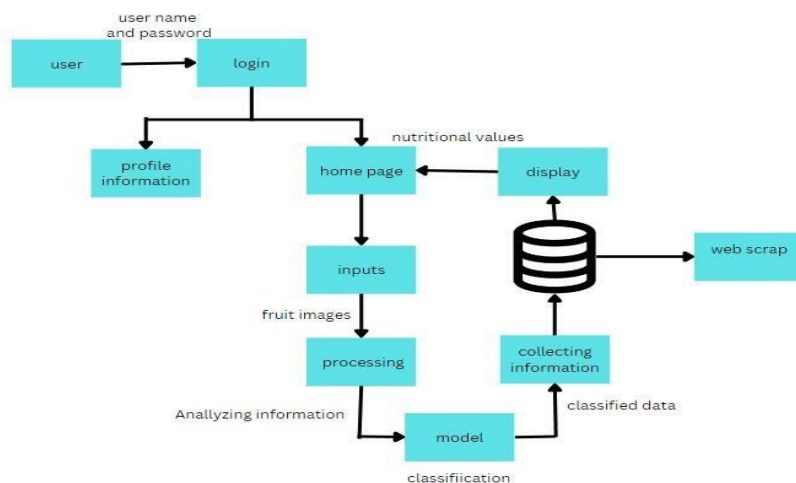 user name
and password
user
login
profile
information
nutritional values
home page
display
web scrap
inputs
fruit images
processing
collecting
information
Anallyzing information
classified data
model
classifiication